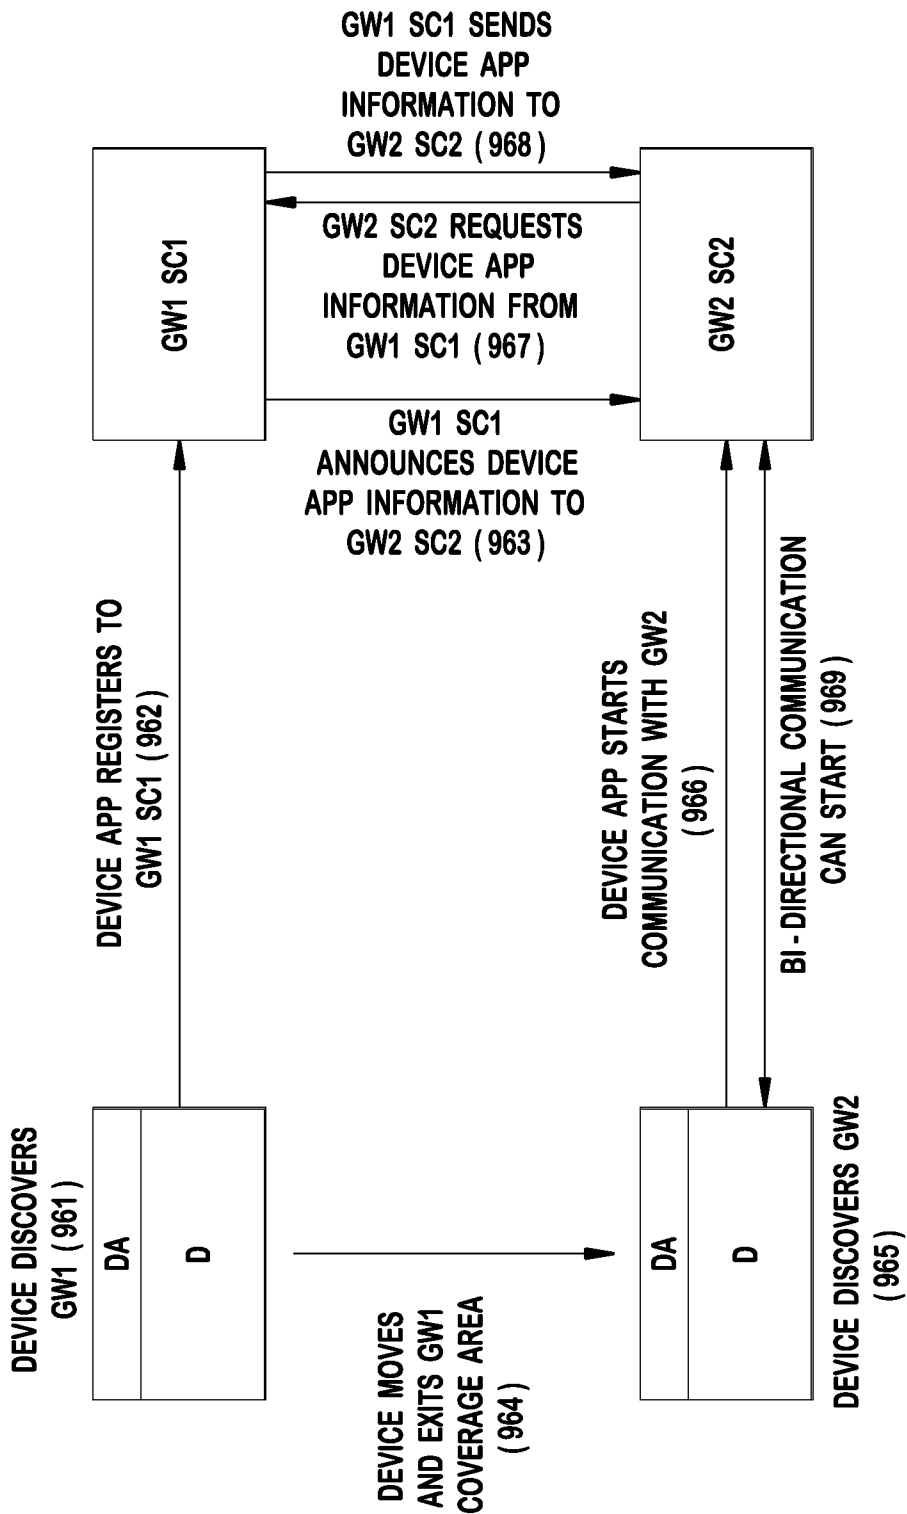 GW1 SC1 SENDS
DEVICE APP
INFORMATION TO
GW2 SC2 (968)
GW1 SC1
GW2 SC2 REQUESTS
DEVICE APP
INFORMATION FROM
GW1 SC1 (967)
GW2 SC2
GW1 SC1
ANNOUNCES DEVICE
APP INFORMATION TO
GW2 SC2 (963)
DEVICE APP REGISTERS TO
GW1 SC1 (962)
DEVICE APP STARTS
COMMUNICATION WITH GW2
(966)
BI-DIRECTIONAL COMMUNICATION
CAN START (969)
DEVICE DISCOVERS
GW1 (961)
DA
D
DEVICE MOVES
AND EXITS GW1
COVERAGE AREA
(964)
DA
D
DEVICE DISCOVERS GW2
(965)